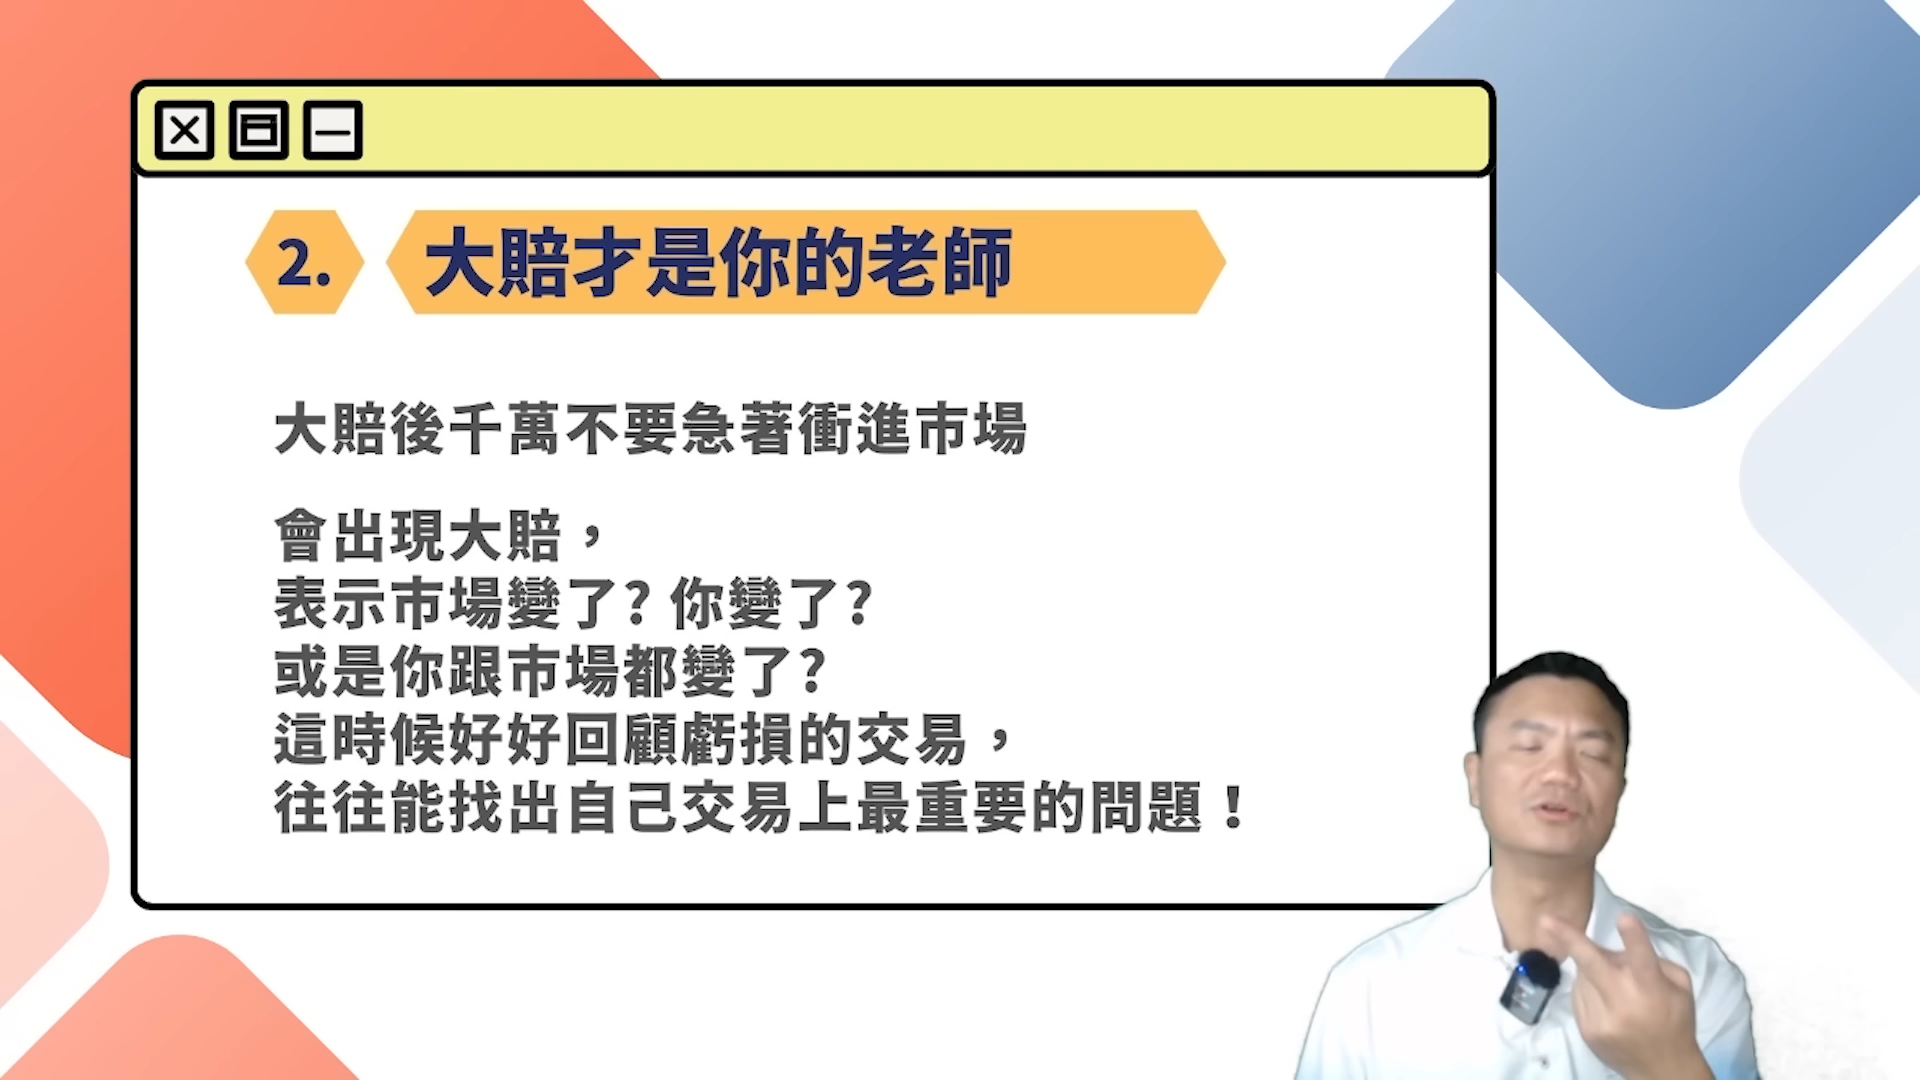 2. 大賠才是你的老師
大賠後千萬不要急著衝進市場
會出現大賠，
表示市場變了? 你變了?
或是你跟市場都變了?
這時候好好回顧虧損的交易，
往往能找出自己交易上最重要的問題！